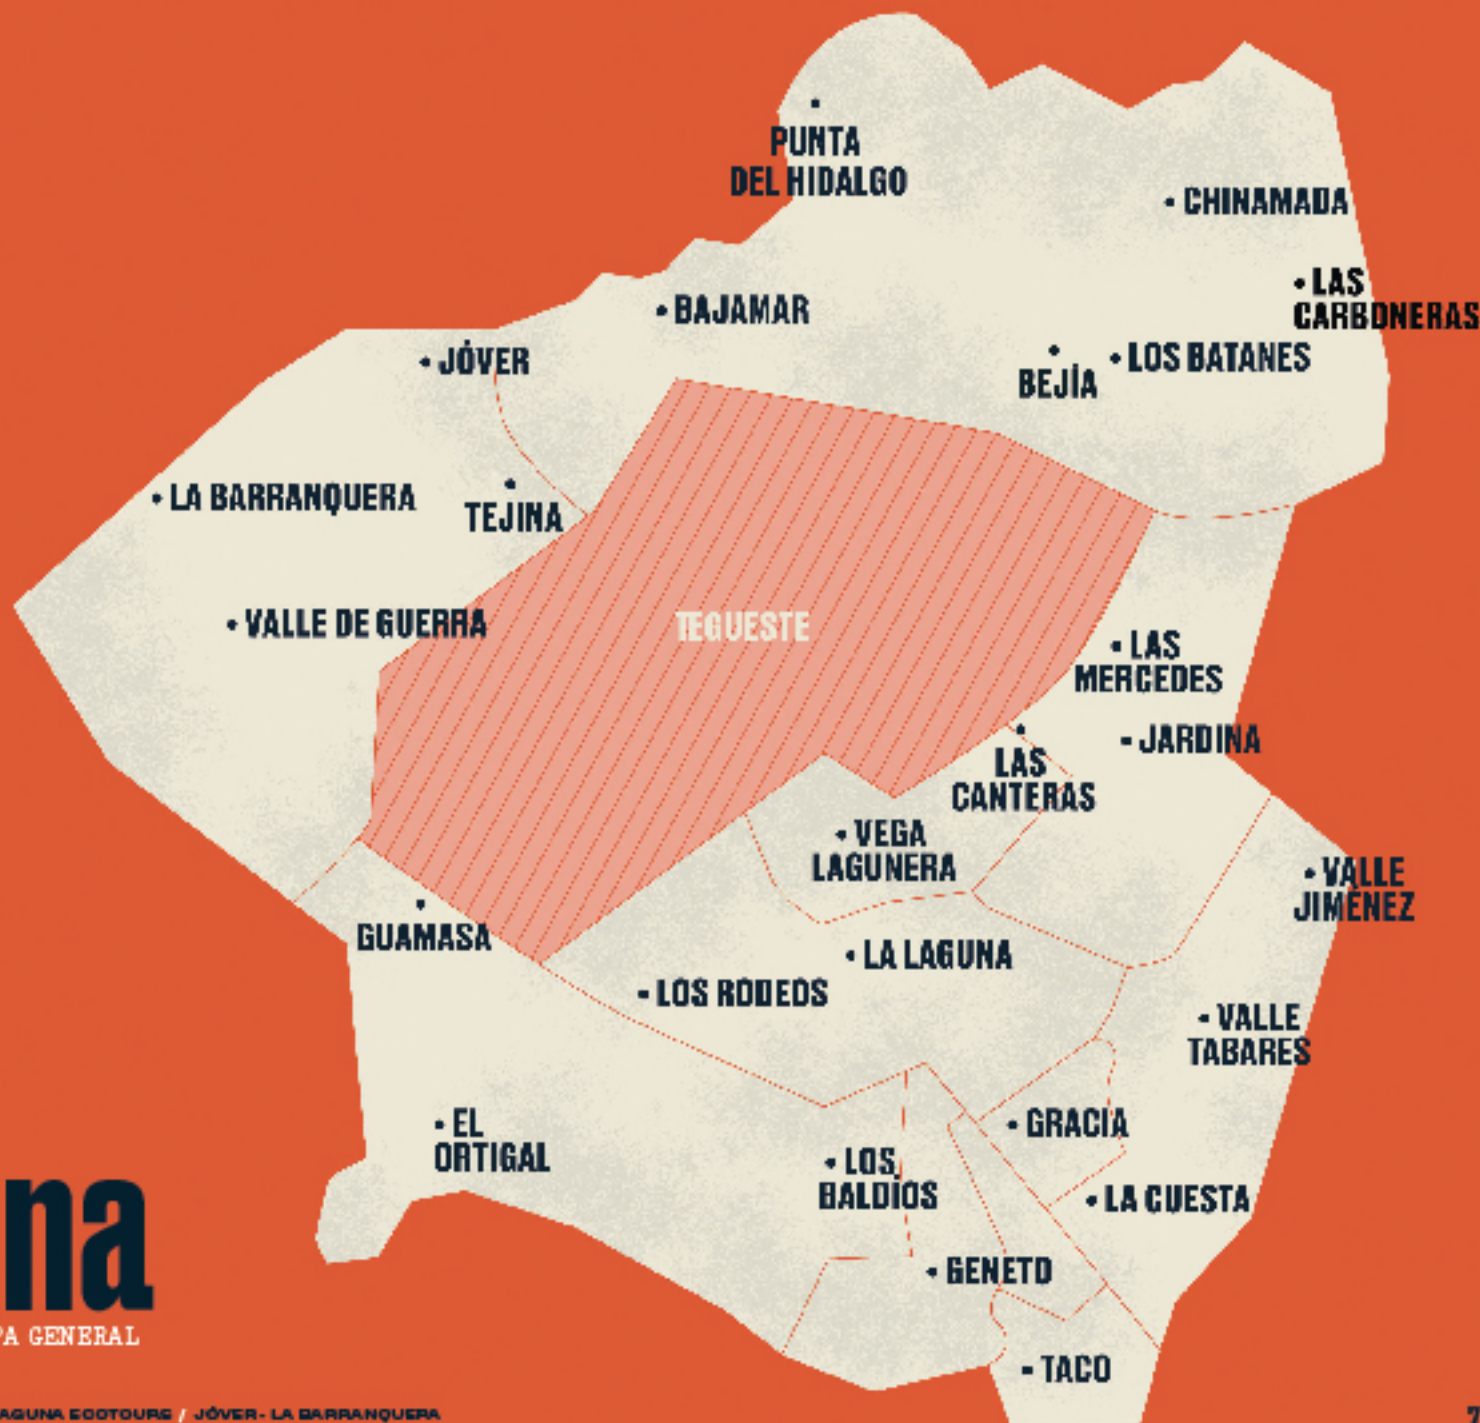 PUNTA
DEL HIDALGO
CHINAMADA
LAS
CARBONERAS
BAJAMAR
JÓVER
BEJÍA
LOS BATANES
LA BARRANQUERA
TEJINA
VALLE DE GUERRA
TEGUESTE
LAS
MERCEDES
JARDINA
LAS
CANTERAS
VEGA
LAGUNERA
VALLE
JIMÉNEZ
GUAMASA
LA LAGUNA
LOS RODEOS
VALLE
TABARES
EL
ORTIGAL
GRACIA
LOS
BALDÍOS
LA CUESTA
GENETO
TACO
na
PA GENERAL
AGUNA ECOTOURS / JÓVER - LA BARRANQUERA